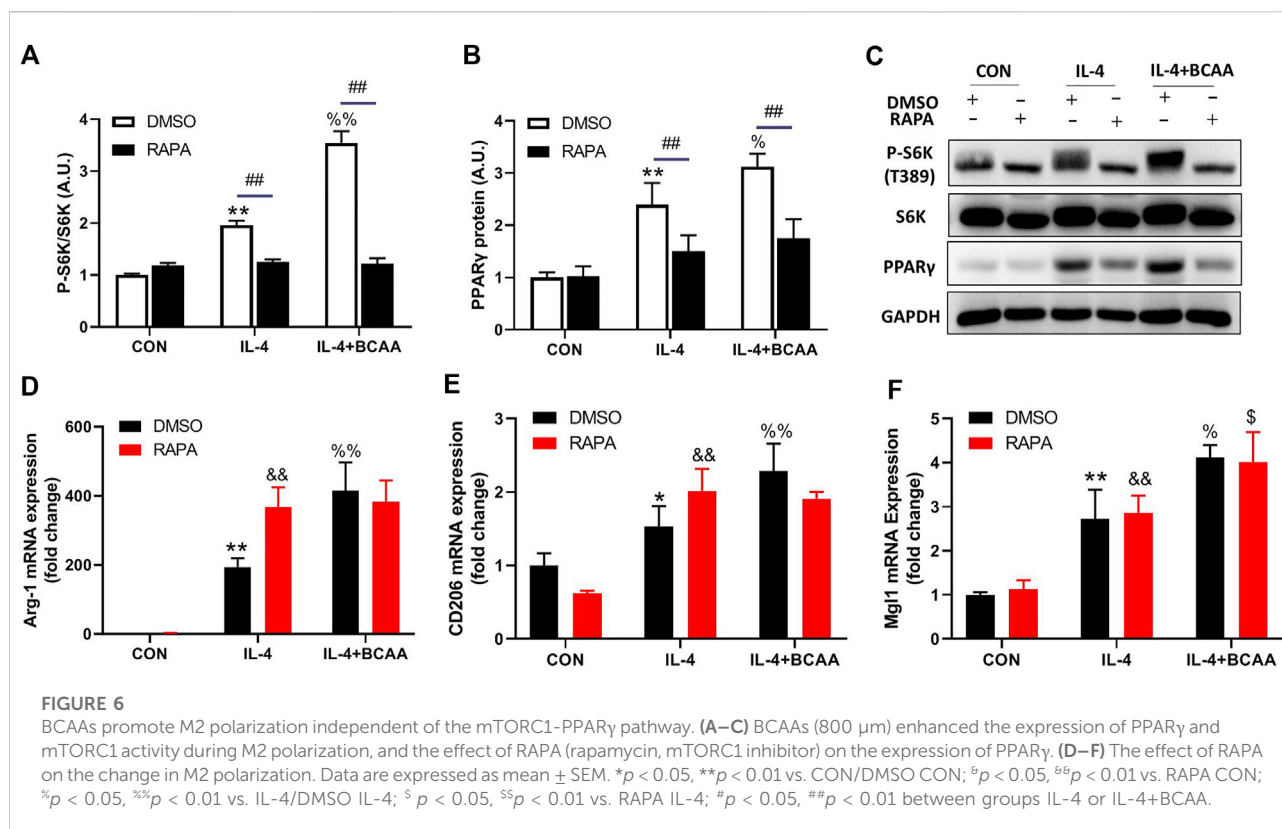 A
P-S6K/S6K (A.U.)
5
4
3
2
1
0
DMSO
RAPA
**
##
%%
##
CON
IL-4
IL-4+BCAA
B
PPARγ protein (A.U.)
5
4
3
2
1
0
DMSO
RAPA
**
##
%
##
CON
IL-4
IL-4+BCAA
C
CON IL-4 IL-4+BCAA
DMSO + – + – + –
RAPA – + – + – +
P-S6K
(T389)
S6K
PPARγ
GAPDH
D
Arg-1 mRNA expression
(fold change)
600
400
200
0
DMSO
RAPA
**
&&
%%
CON
IL-4
IL-4+BCAA
E
CD206 mRNA expression
(fold change)
3
2
1
0
DMSO
RAPA
*
&&
%%
CON
IL-4
IL-4+BCAA
F
Mgl1 mRNA Expression
(fold change)
5
4
3
2
1
0
DMSO
RAPA
**
&&
%
$
CON
IL-4
IL-4+BCAA
FIGURE 6
BCAAs promote M2 polarization independent of the mTORC1-PPARγ pathway. (A–C) BCAAs (800 μm) enhanced the expression of PPARγ and
mTORC1 activity during M2 polarization, and the effect of RAPA (rapamycin, mTORC1 inhibitor) on the expression of PPARγ. (D–F) The effect of RAPA
on the change in M2 polarization. Data are expressed as mean ± SEM. *p < 0.05, **p < 0.01 vs. CON/DMSO CON; &p < 0.05, &&p < 0.01 vs. RAPA CON;
%p < 0.05, %%p < 0.01 vs. IL-4/DMSO IL-4; $ p < 0.05, $$p < 0.01 vs. RAPA IL-4; #p < 0.05, ##p < 0.01 between groups IL-4 or IL-4+BCAA.